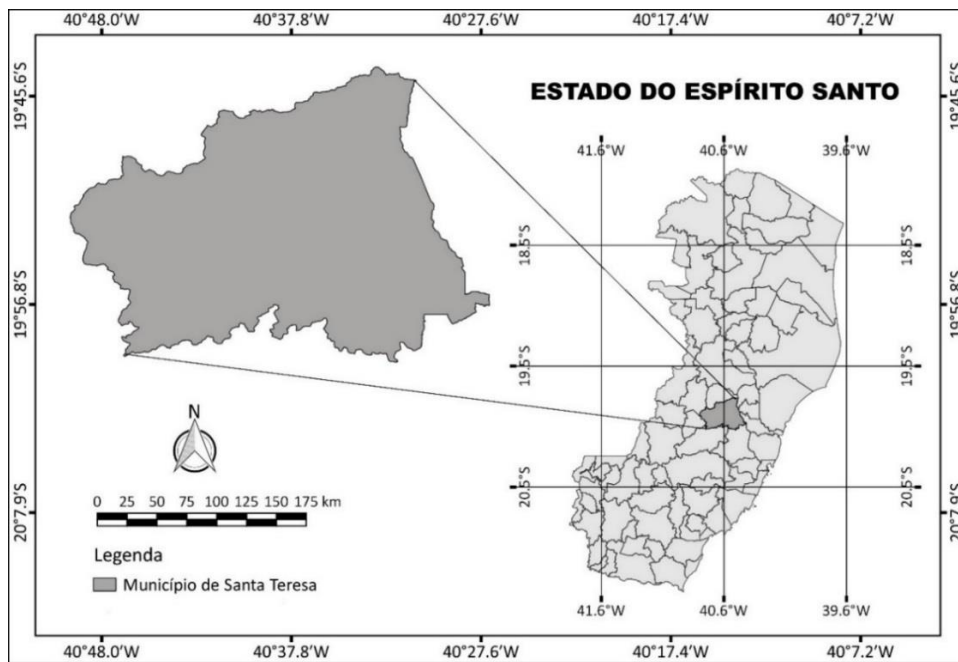 40°48.0'W 40°37.8'W 40°27.6'W 40°17.4'W 40°7.2'W
19°45.6'S 19°45.6'S
ESTADO DO ESPÍRITO SANTO
41.6°W 40.6°W 39.6°W
18.5°S 18.5°S
19°56.8'S 19°56.8'S
19.5°S 19.5°S
N
20.5°S 20.5°S
0 25 50 75 100 125 150 175 km
20°7.9'S 20°7.9'S
Legenda
Município de Santa Teresa
41.6°W 40.6°W 39.6°W
40°48.0'W 40°37.8'W 40°27.6'W 40°17.4'W 40°7.2'W